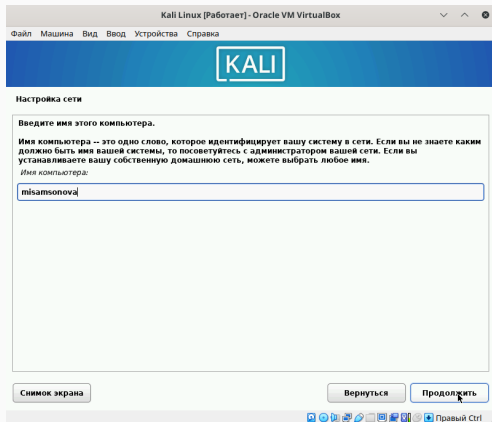 Kali Linux [Работает] - Oracle VM VirtualBox
Файл Машина Вид Ввод Устройства Справка
KALI
Настройка сети
Введите имя этого компьютера.
Имя компьютера -- это одно слово, которое идентифицирует вашу систему в сети. Если вы не знаете каким
должно быть имя вашей системы, то посоветуйтесь с администратором вашей сети. Если вы
устанавливаете вашу собственную домашнюю сеть, можете выбрать любое имя.
Имя компьютера:
misamsonova
Снимок экрана Вернуться Продолжить
Правый Ctrl